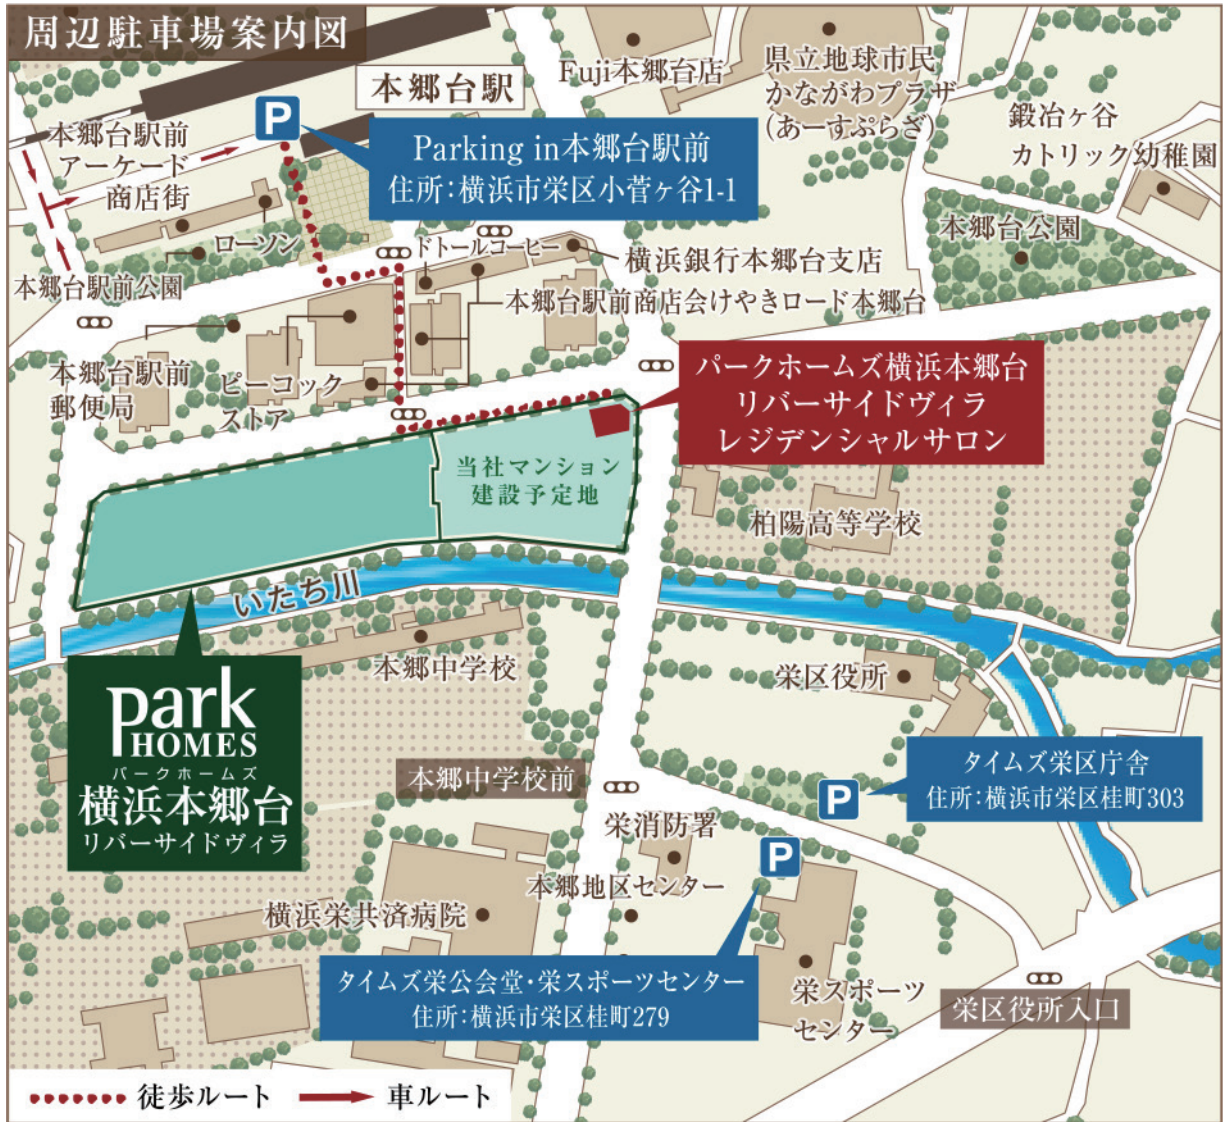 周辺駐車場案内図
本郷台駅
Fuji本郷台店
県立地球市民
かながわプラザ
(あーすぷらざ)
鍛冶ヶ谷
カトリック幼稚園
本郷台駅前
アーケード
商店街
P
Parking in本郷台駅前
住所:横浜市栄区小菅ヶ谷1-1
ローソン
ドトールコーヒー
横浜銀行本郷台支店
本郷台公園
本郷台駅前公園
本郷台駅前商店会けやきロード本郷台
本郷台駅前
郵便局
ピーコック
ストア
パークホームズ横浜本郷台
リバーサイドヴィラ
レジデンシャルサロン
当社マンション
建設予定地
柏陽高等学校
いたち川
本郷中学校
栄区役所
park
HOMES
パークホームズ
横浜本郷台
リバーサイドヴィラ
本郷中学校前
P
タイムズ栄区庁舎
住所:横浜市栄区桂町303
栄消防署
P
本郷地区センター
横浜栄共済病院
タイムズ栄公会堂・栄スポーツセンター
住所:横浜市栄区桂町279
栄スポーツ
センター
栄区役所入口
徒歩ルート
車ルート